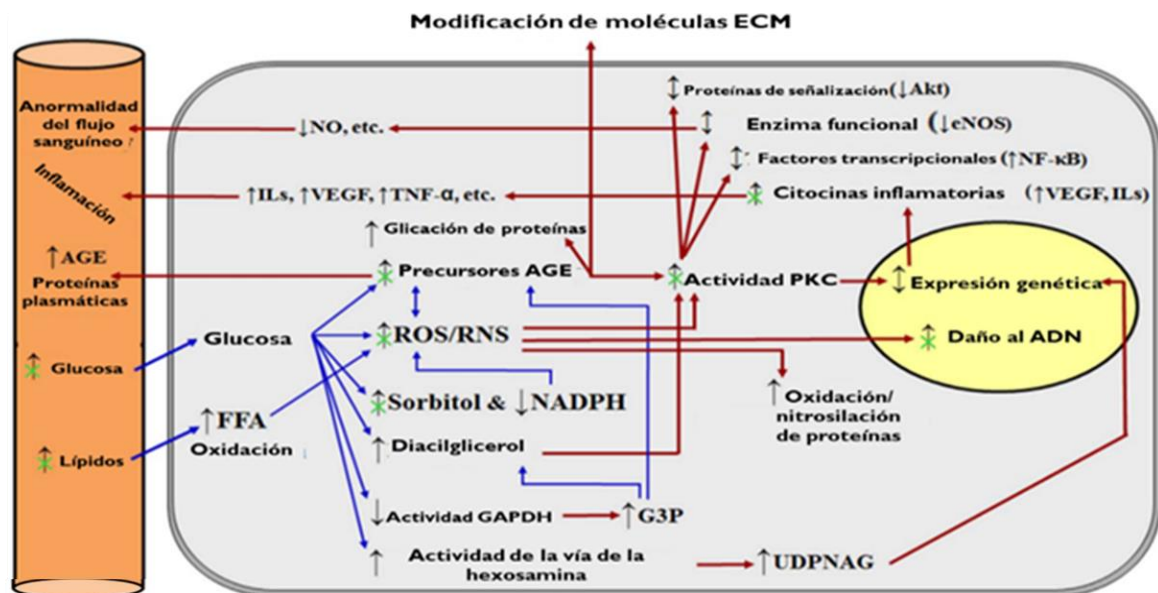 Modificación de moléculas ECM
Anormalidad
del flujo
sanguíneo
Inflamación
↑AGE
Proteínas
plasmáticas
↑ Glucosa
↑ Lípidos
↕ Proteínas de señalización(↓Akt)
↓NO, etc.
↕ Enzima funcional (↓eNOS)
↕ Factores transcripcionales (↑NF-κB)
↑ILs, ↑VEGF, ↑TNF-α, etc.
↑ Citocinas inflamatorias (↑VEGF, ILs)
↑ Glicación de proteínas
↑ Precursores AGE
↑ Actividad PKC
↕ Expresión genética
Glucosa
↑ROS/RNS
↑ Daño al ADN
↑Sorbitol & ↓NADPH
↑ Oxidación/
nitrosilación
de proteínas
↑FFA
Oxidación
↑ Diacilglicerol
↓ Actividad GAPDH
↑G3P
↑ Actividad de la vía de la
hexosamina
↑UDPNAG